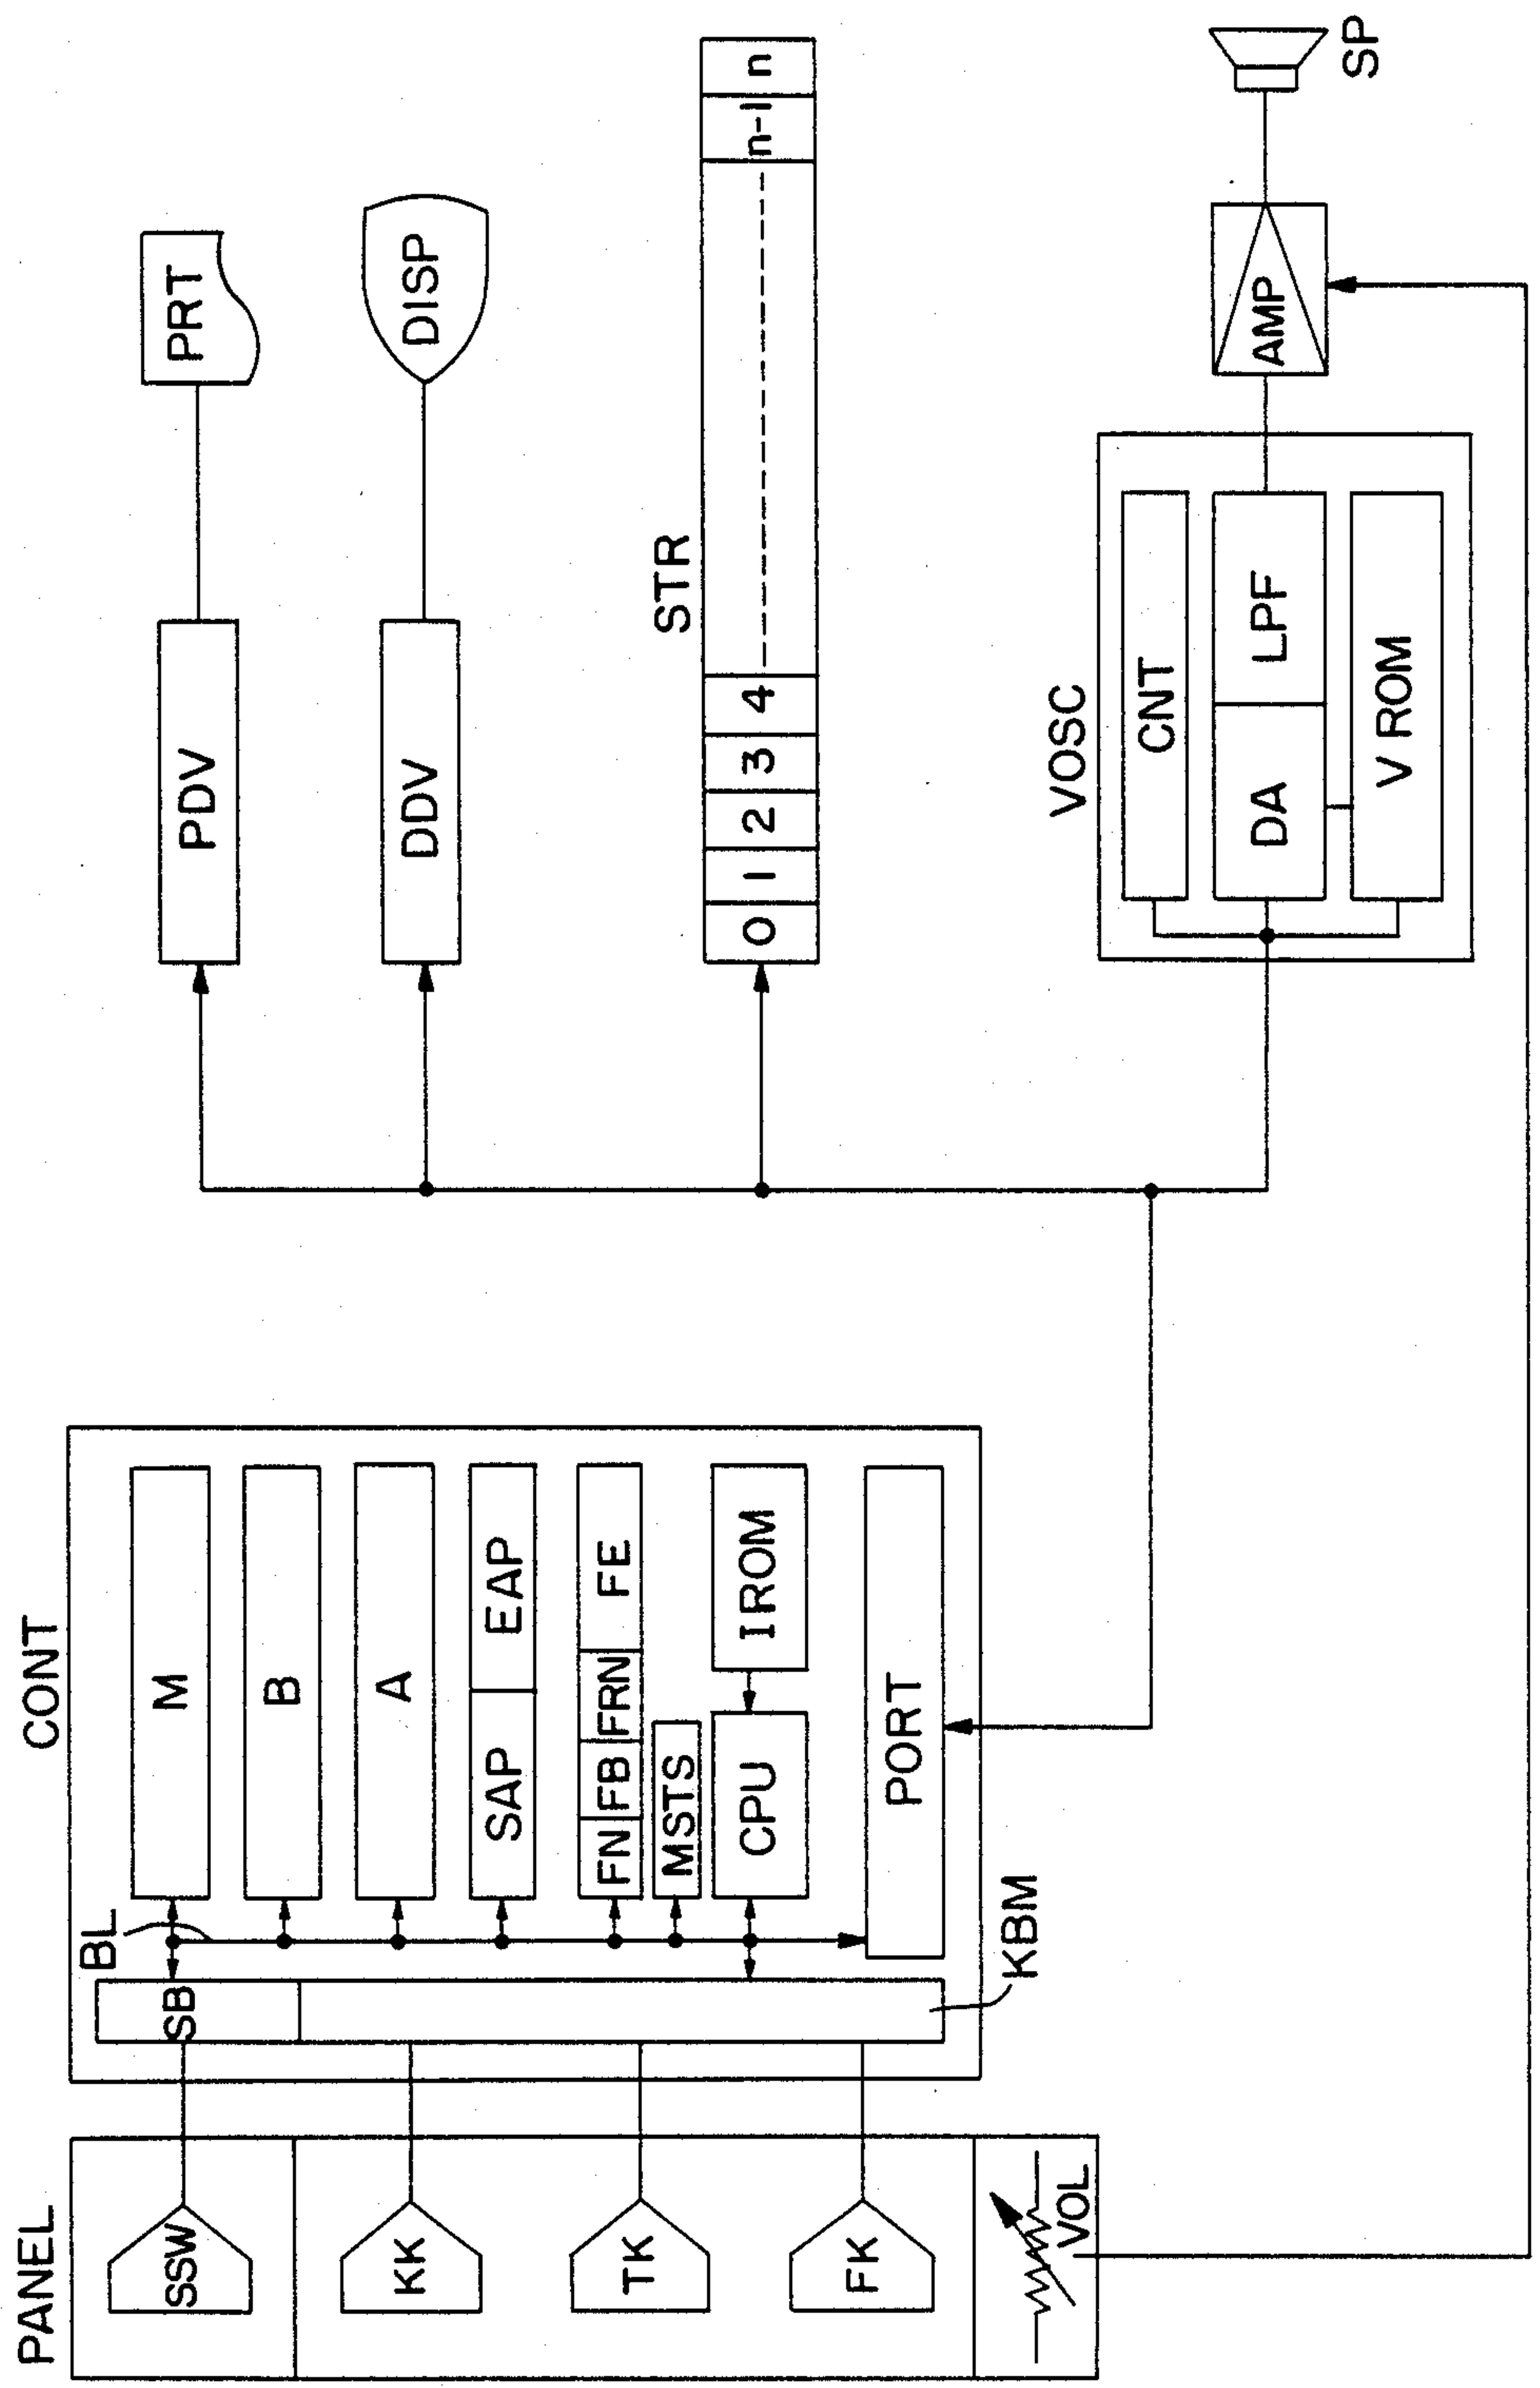 PANEL
SSW
KK
TK
FK
VOL
CONT
BL
SB
KBM
M
B
A
SAP EAP
FN FB FRN FE
MSTS
CPU IROM
PORT
PDV PRT
DDV DISP
STR
0 1 2 3 4 n-1 n
VOSC
CNT
DA LPF
V ROM
AMP
SP